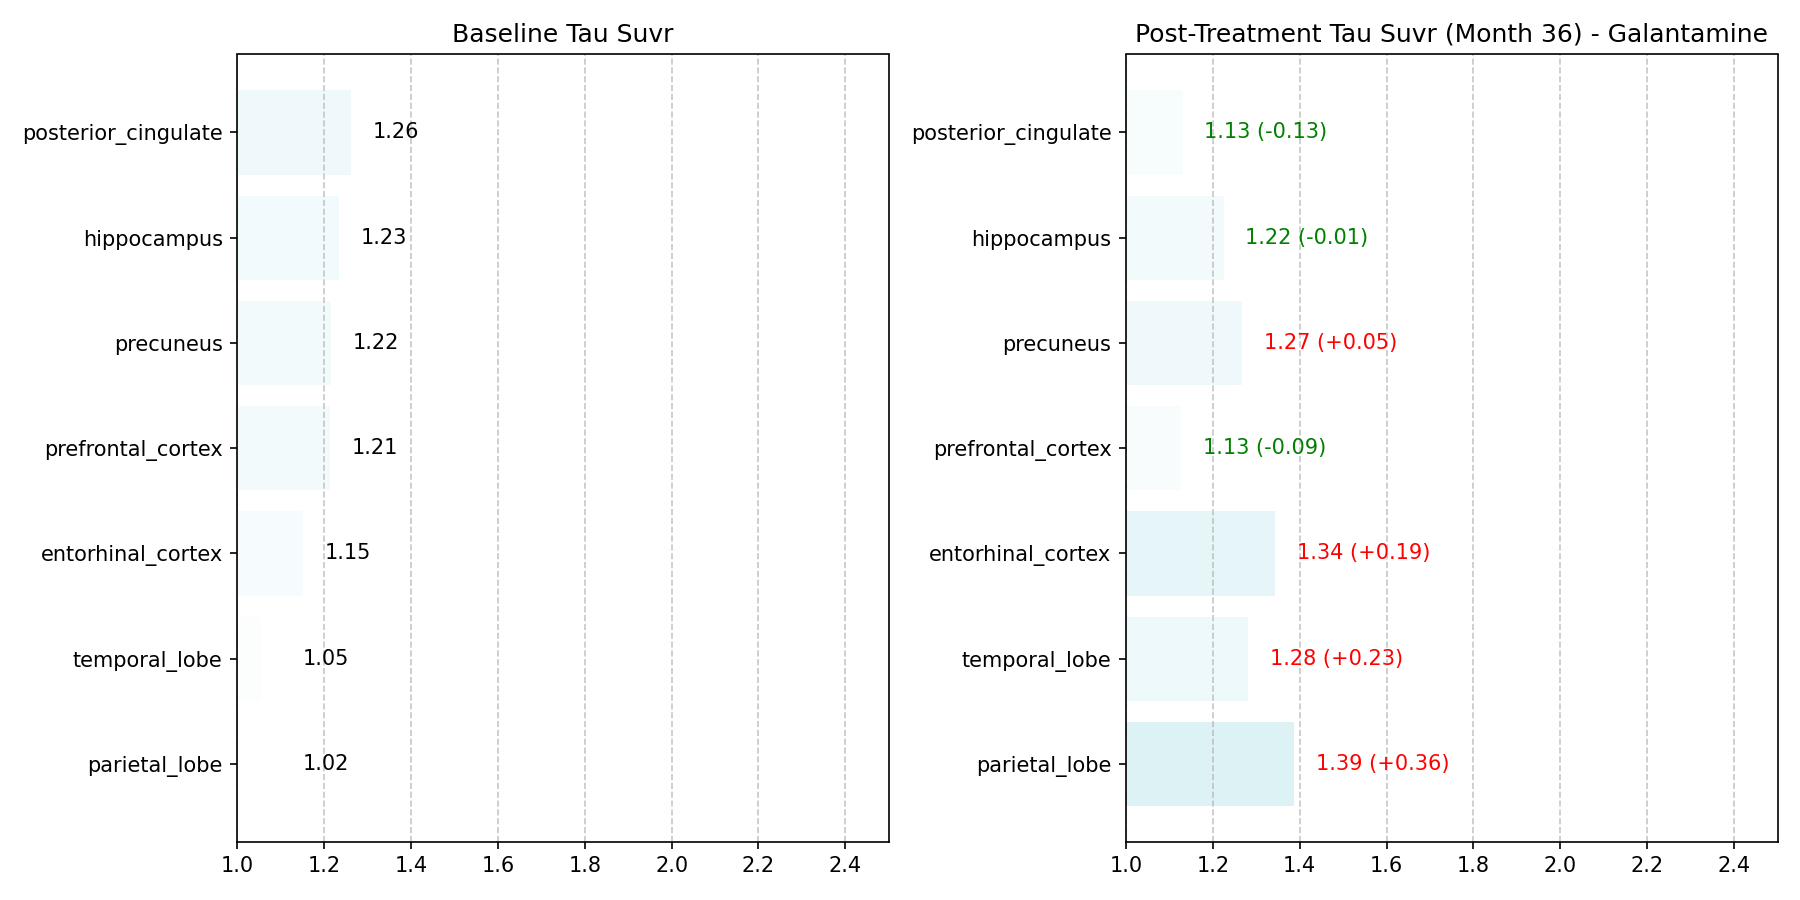 Baseline Tau Suvr
posterior_cingulate 1.26
hippocampus 1.23
precuneus 1.22
prefrontal_cortex 1.21
entorhinal_cortex 1.15
temporal_lobe 1.05
parietal_lobe 1.02
1.0 1.2 1.4 1.6 1.8 2.0 2.2 2.4
Post-Treatment Tau Suvr (Month 36) - Galantamine
posterior_cingulate 1.13 (-0.13)
hippocampus 1.22 (-0.01)
precuneus 1.27 (+0.05)
prefrontal_cortex 1.13 (-0.09)
entorhinal_cortex 1.34 (+0.19)
temporal_lobe 1.28 (+0.23)
parietal_lobe 1.39 (+0.36)
1.0 1.2 1.4 1.6 1.8 2.0 2.2 2.4